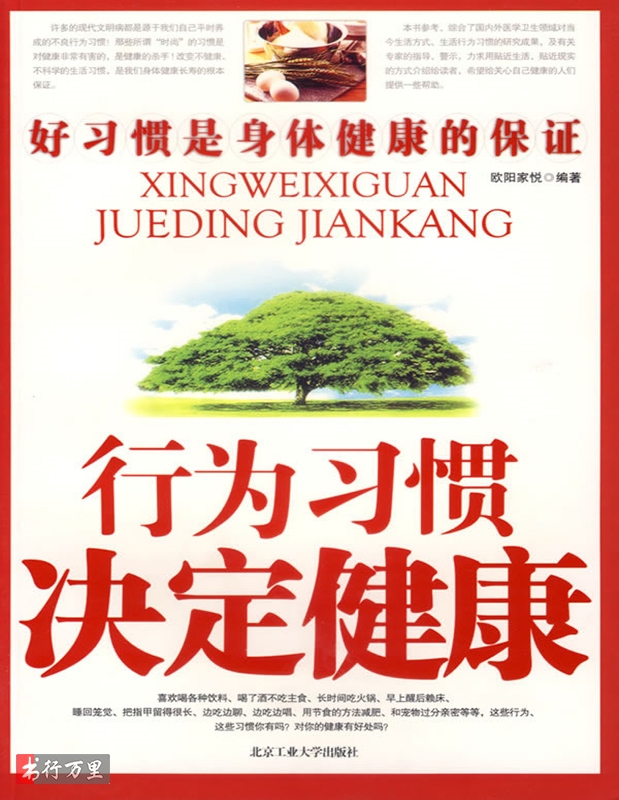 许多的现代文明病都是源于我们自己平时养
成的不良行为习惯！那些所谓“时尚”的习惯是
对健康非常有害的，是健康的杀手！改变不健康、
不科学的生活习惯，是我们身体健康长寿的根本
保证。
本书参考，综合了国内外医学卫生领域对当
今生活方式、生活行为习惯的研究成果，及有关
专家的指导、警示，力求用贴近生活、贴近现实
的方式介绍给读者，希望给关心自己健康的人们
提供一些帮助。
好习惯是身体健康的保证
XINGWEIXIGUAN
欧阳家悦◎编著
JUEDING JIANKANG
行为习惯
决定健康
喜欢喝各种饮料、喝了酒不吃主食、长时间吃火锅、早上醒后赖床、
睡回笼觉、把指甲留得很长、边吃边聊、边吃边唱、用节食的方法减肥、和宠物过分亲密等等，这些行为、
这些习惯你有吗？对你的健康有好处吗？
北京工业大学出版社
书行万里